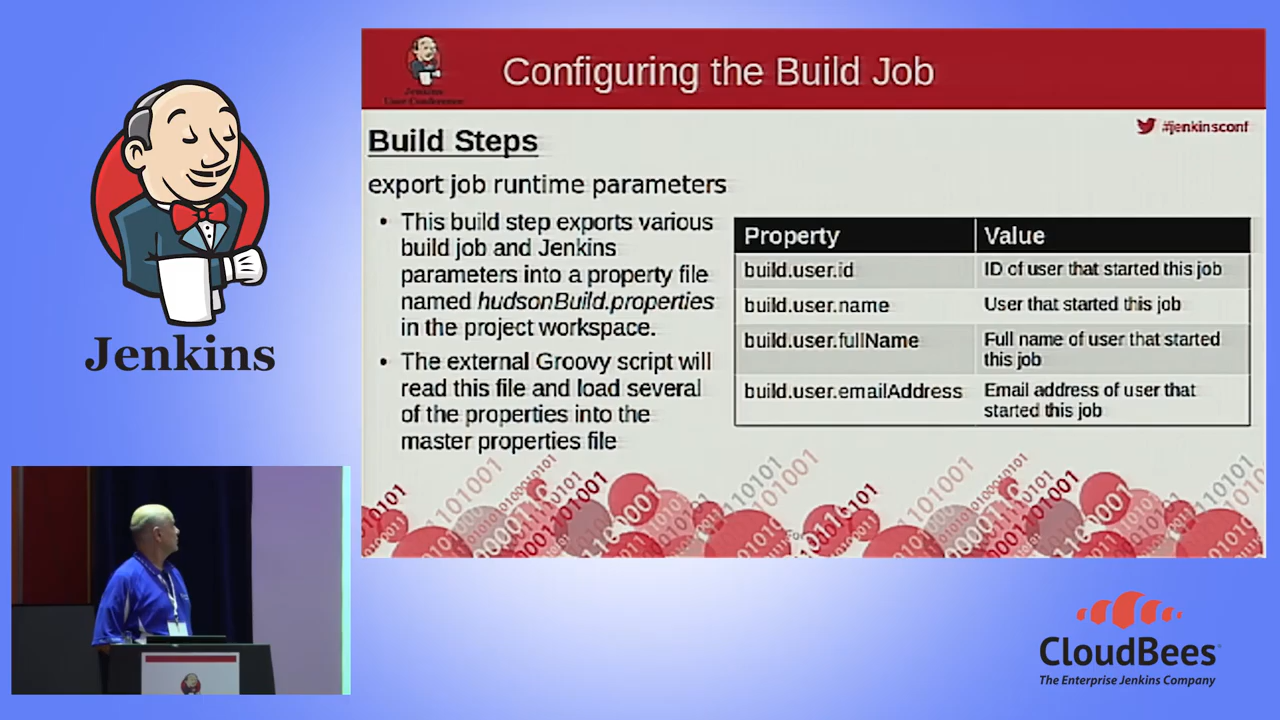 Jenkins
User Conference
Configuring the Build Job
#jenkinsconf
Build Steps
export job runtime parameters
• This build step exports various
build job and Jenkins
parameters into a property file
named hudsonBuild.properties
in the project workspace.
• The external Groovy script will
read this file and load several
of the properties into the
master properties file
Property Value
build.user.id ID of user that started this job
build.user.name User that started this job
build.user.fullName Full name of user that started
this job
build.user.emailAddress Email address of user that
started this job
Jenkins
CloudBees
The Enterprise Jenkins Company